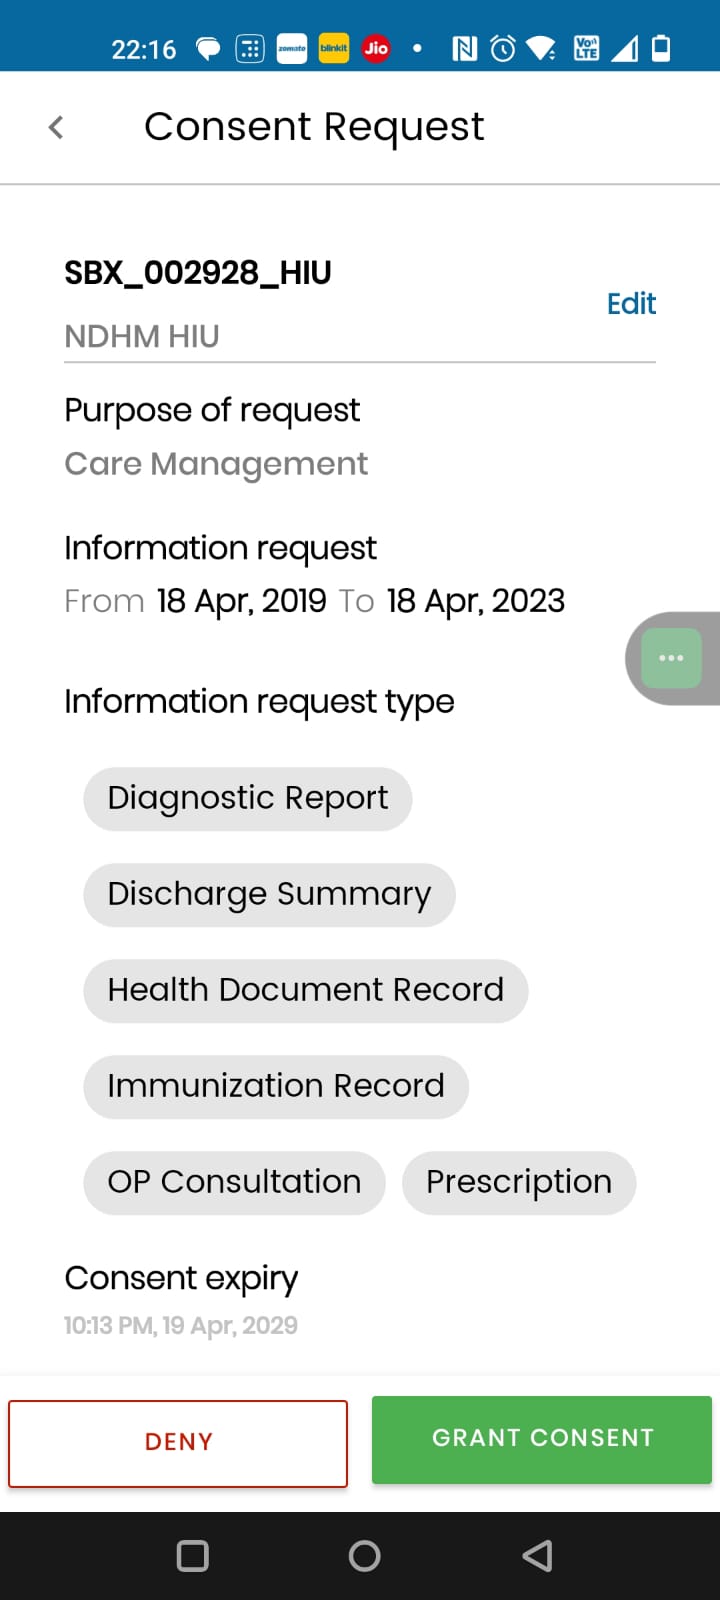 22:16 zomato blinkit Jio VoLTE
Consent Request
SBX_002928_HIU
Edit
NDHM HIU
Purpose of request
Care Management
Information request
From 18 Apr, 2019 To 18 Apr, 2023
Information request type
Diagnostic Report
Discharge Summary
Health Document Record
Immunization Record
OP Consultation Prescription
Consent expiry
10:13 PM, 19 Apr, 2029
DENY GRANT CONSENT